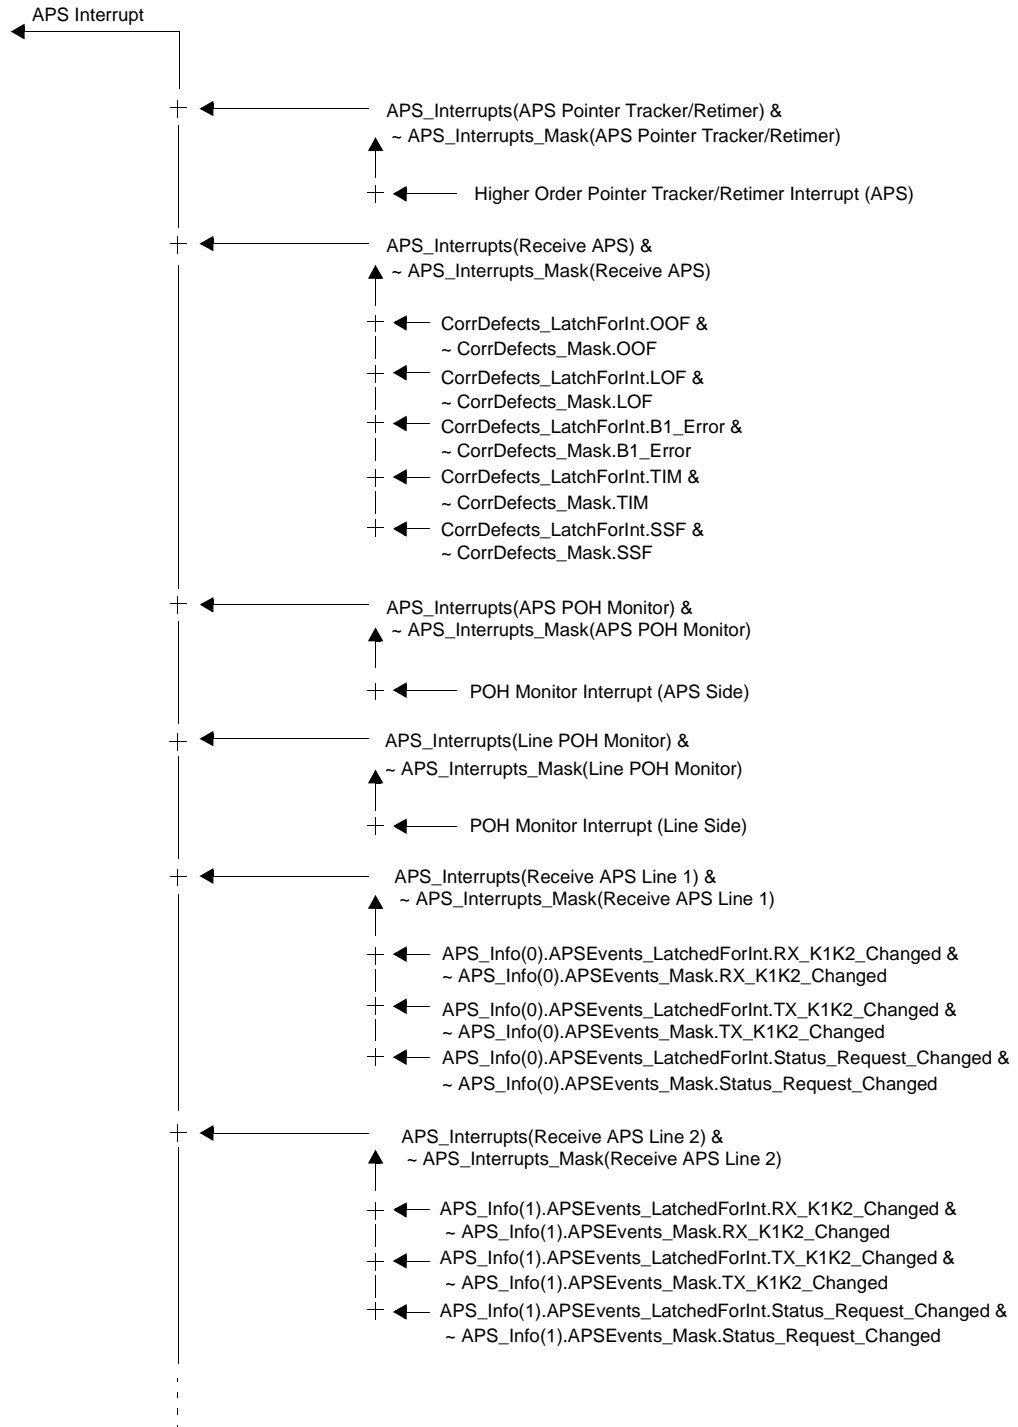 APS Interrupt
APS_Interrupts(APS Pointer Tracker/Retimer) &
~ APS_Interrupts_Mask(APS Pointer Tracker/Retimer)
Higher Order Pointer Tracker/Retimer Interrupt (APS)
APS_Interrupts(Receive APS) &
~ APS_Interrupts_Mask(Receive APS)
CorrDefects_LatchForInt.OOF &
~ CorrDefects_Mask.OOF
CorrDefects_LatchForInt.LOF &
~ CorrDefects_Mask.LOF
CorrDefects_LatchForInt.B1_Error &
~ CorrDefects_Mask.B1_Error
CorrDefects_LatchForInt.TIM &
~ CorrDefects_Mask.TIM
CorrDefects_LatchForInt.SSF &
~ CorrDefects_Mask.SSF
APS_Interrupts(APS POH Monitor) &
~ APS_Interrupts_Mask(APS POH Monitor)
POH Monitor Interrupt (APS Side)
APS_Interrupts(Line POH Monitor) &
~ APS_Interrupts_Mask(Line POH Monitor)
POH Monitor Interrupt (Line Side)
APS_Interrupts(Receive APS Line 1) &
~ APS_Interrupts_Mask(Receive APS Line 1)
APS_Info(0).APSEvents_LatchedForInt.RX_K1K2_Changed &
~ APS_Info(0).APSEvents_Mask.RX_K1K2_Changed
APS_Info(0).APSEvents_LatchedForInt.TX_K1K2_Changed &
~ APS_Info(0).APSEvents_Mask.TX_K1K2_Changed
APS_Info(0).APSEvents_LatchedForInt.Status_Request_Changed &
~ APS_Info(0).APSEvents_Mask.Status_Request_Changed
APS_Interrupts(Receive APS Line 2) &
~ APS_Interrupts_Mask(Receive APS Line 2)
APS_Info(1).APSEvents_LatchedForInt.RX_K1K2_Changed &
~ APS_Info(1).APSEvents_Mask.RX_K1K2_Changed
APS_Info(1).APSEvents_LatchedForInt.TX_K1K2_Changed &
~ APS_Info(1).APSEvents_Mask.TX_K1K2_Changed
APS_Info(1).APSEvents_LatchedForInt.Status_Request_Changed &
~ APS_Info(1).APSEvents_Mask.Status_Request_Changed